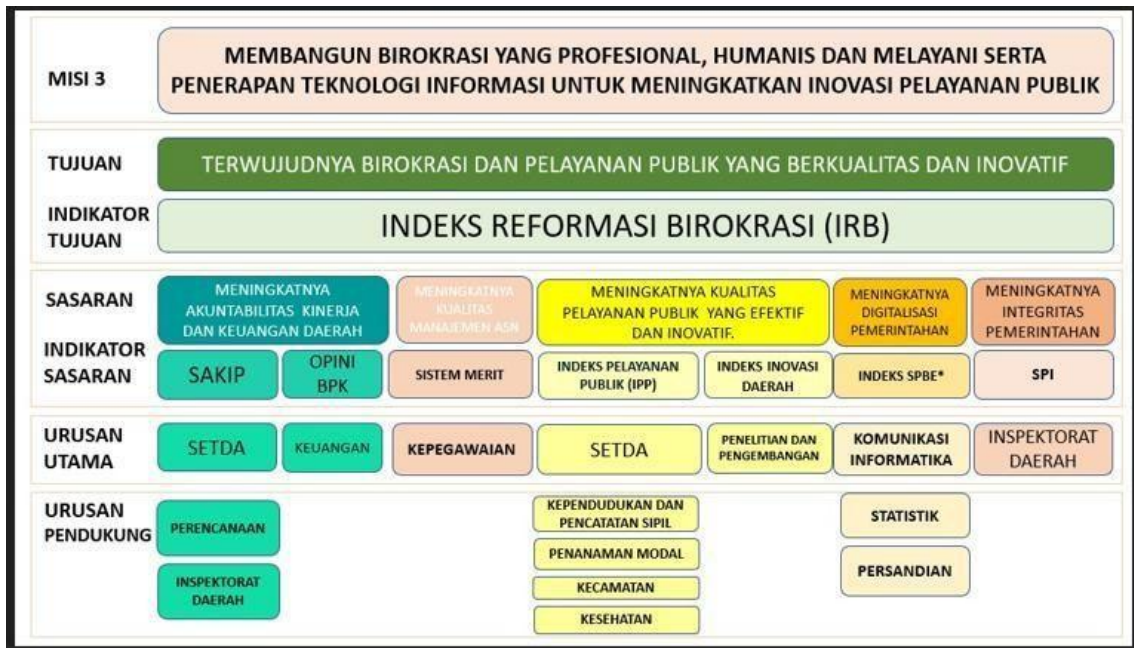 MISI 3
MEMBANGUN BIROKRASI YANG PROFESIONAL, HUMANIS DAN MELAYANI SERTA
PENERAPAN TEKNOLOGI INFORMASI UNTUK MENINGKATKAN INOVASI PELAYANAN PUBLIK
TUJUAN
TERWUJUDNYA BIROKRASI DAN PELAYANAN PUBLIK YANG BERKUALITAS DAN INOVATIF
INDIKATOR
TUJUAN
INDEKS REFORMASI BIROKRASI (IRB)
SASARAN
MENINGKATNYA
AKUNTABILITAS KINERJA
DAN KEUANGAN DAERAH
MENINGKATNYA
KUALITAS
MANAJEMEN ASN
MENINGKATNYA KUALITAS
PELAYANAN PUBLIK YANG EFEKTIF
DAN INOVATIF.
MENINGKATNYA
DIGITALISASI
PEMERINTAHAN
MENINGKATNYA
INTEGRITAS
PEMERINTAHAN
INDIKATOR
SASARAN
SAKIP
OPINI
BPK
SISTEM MERIT
INDEKS PELAYANAN
PUBLIK (IPP)
INDEKS INOVASI
DAERAH
INDEKS SPBE*
SPI
URUSAN
UTAMA
SETDA
KEUANGAN
KEPEGAWAIAN
SETDA
PENELITIAN DAN
PENGEMBANGAN
KOMUNIKASI
INFORMATIKA
INSPEKTORAT
DAERAH
URUSAN
PENDUKUNG
PERENCANAAN
INSPEKTORAT
DAERAH
KEPENDUDUKAN DAN
PENCATATAN SIPIL
PENANAMAN MODAL
KECAMATAN
KESEHATAN
STATISTIK
PERSANDIAN